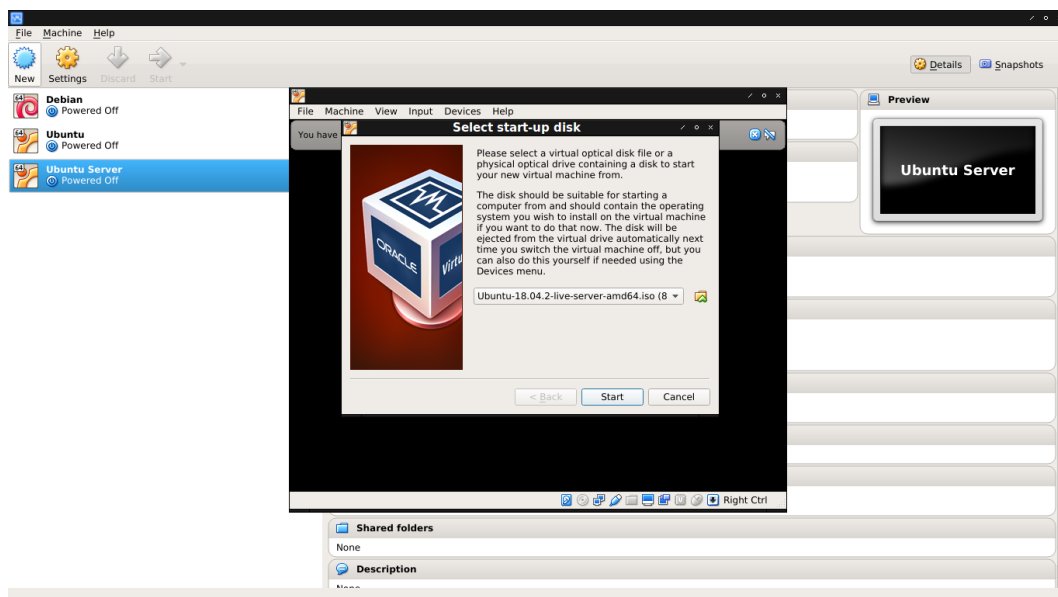 File Machine Help
New Settings Discard Start
Details Snapshots
64 Debian
Powered Off
64 Ubuntu
Powered Off
64 Ubuntu Server
Powered Off
File Machine View Input Devices Help
You have
Select start-up disk
Please select a virtual optical disk file or a
physical optical drive containing a disk to start
your new virtual machine from.
The disk should be suitable for starting a
computer from and should contain the operating
system you wish to install on the virtual machine
if you want to do that now. The disk will be
ejected from the virtual drive automatically next
time you switch the virtual machine off, but you
can also do this yourself if needed using the
Devices menu.
ORACLE
Virtu
Ubuntu-18.04.2-live-server-amd64.iso (8
< Back Start Cancel
Right Ctrl
Preview
Ubuntu Server
Shared folders
None
Description
None